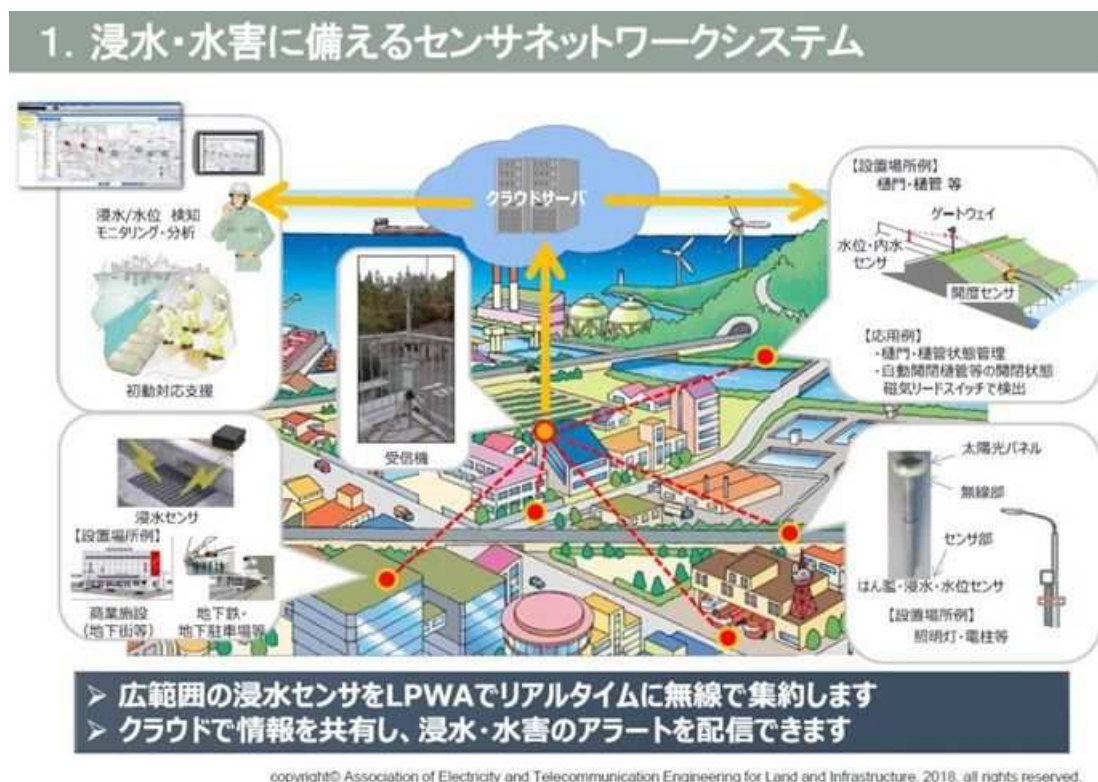 1. 浸水・水害に備えるセンサネットワークシステム
クラウドサーバ
浸水/水位 検知
モニタリング・分析
初動対応支援
受信機
【設置場所例】
樋門・樋管 等
ゲートウェイ
水位・内水
センサ
開度センサ
【応用例】
・樋門・樋管状態管理
・自動開閉樋管等の開閉状態
磁気リードスイッチで検出
浸水センサ
【設置場所例】
商業施設
(地下街等)
地下鉄・
地下駐車場等
太陽光パネル
無線部
センサ部
はん濫・浸水・水位センサ
【設置場所例】
照明灯・電柱等
➢ 広範囲の浸水センサをLPWAでリアルタイムに無線で集約します
➢ クラウドで情報を共有し、浸水・水害のアラートを配信できます
copyright© Association of Electricity and Telecommunication Engineering for Land and Infrastructure, 2018, all rights reserved.